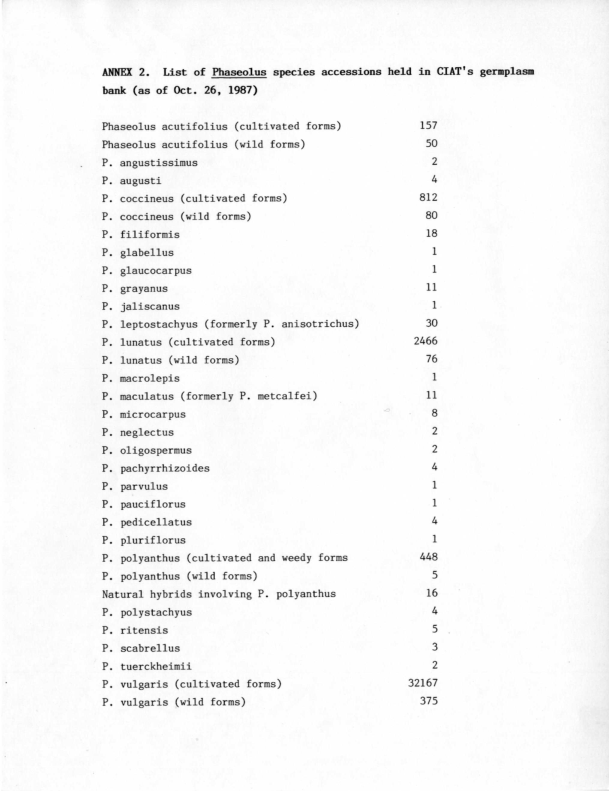 ANNEX 2. List of Phaseolus species accessions held in CIAT's germplasm
bank (as of Oct. 26, 1987)
Phaseolus acutifolius (cultivated forms) 157
Phaseolus acutifolius (wild forms) 50
P. angustissimus 2
P. augusti 4
P. coccineus (cultivated forms) 812
P. coccineus (wild forms) 80
P. filiformis 18
P. glabellus 1
P. glaucocarpus 1
P. grayanus 11
P. jaliscanus 1
P. leptostachyus (formerly P. anisotrichus) 30
P. lunatus (cultivated forms) 2466
P. lunatus (wild forms) 76
P. macrolepis 1
P. maculatus (formerly P. metcalfei) 11
P. microcarpus 8
P. neglectus 2
P. oligospermus 2
P. pachyrrhizoides 4
P. parvulus 1
P. pauciflorus 1
P. pedicellatus 4
P. pluriflorus 1
P. polyanthus (cultivated and weedy forms 448
P. polyanthus (wild forms) 5
Natural hybrids involving P. polyanthus 16
P. polystachyus 4
P. ritensis 5
P. scabrellus 3
P. tuerckheimii 2
P. vulgaris (cultivated forms) 32167
P. vulgaris (wild forms) 375